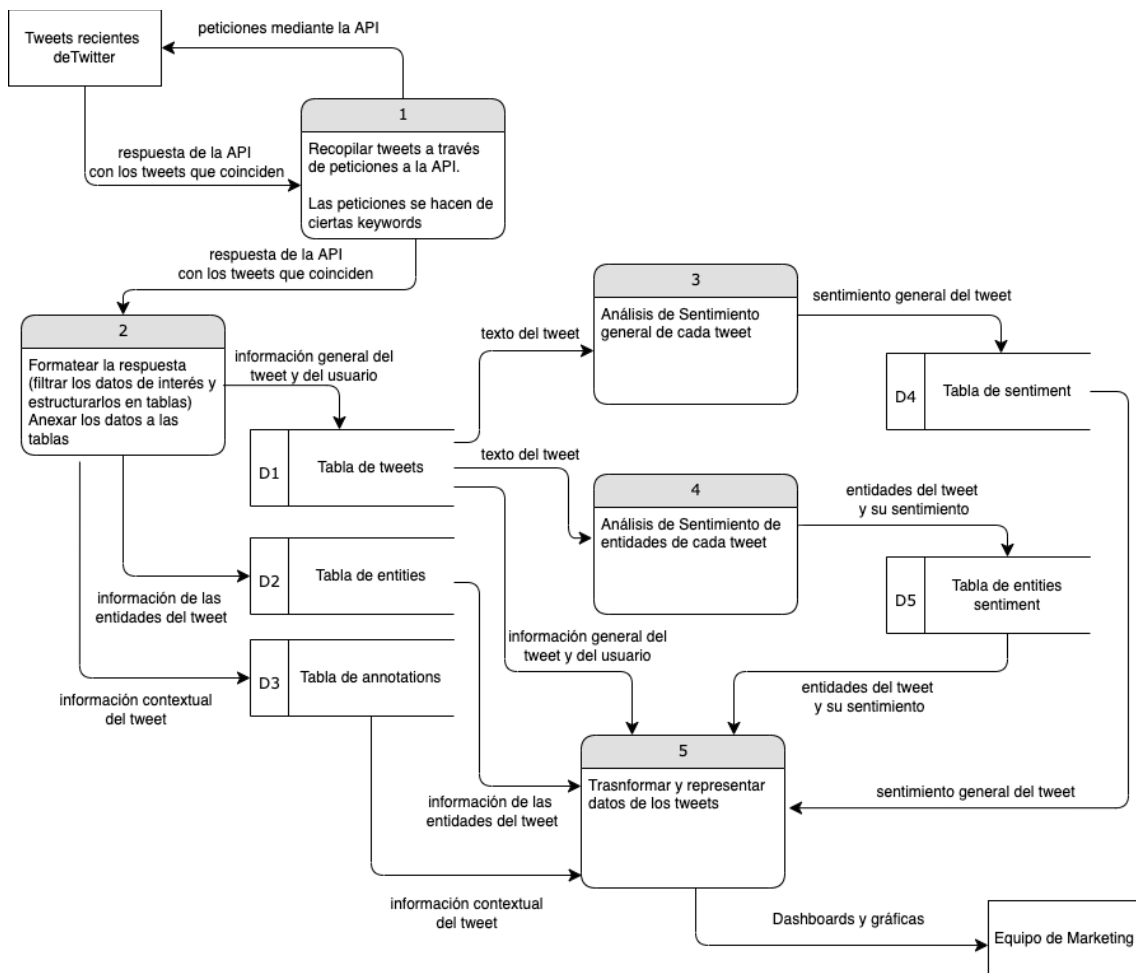 Tweets recientes
deTwitter
peticiones mediante la API
1
Recopilar tweets a través
de peticiones a la API.
Las peticiones se hacen de
ciertas keywords
respuesta de la API
con los tweets que coinciden
respuesta de la API
con los tweets que coinciden
2
Formatear la respuesta
(filtrar los datos de interés y
estructurarlos en tablas)
Anexar los datos a las
tablas
información general del
tweet y del usuario
D1
Tabla de tweets
texto del tweet
3
Análisis de Sentimiento
general de cada tweet
sentimiento general del tweet
D4
Tabla de sentiment
texto del tweet
4
Análisis de Sentimiento de
entidades de cada tweet
entidades del tweet
y su sentimiento
D5
Tabla de entities
sentiment
D2
Tabla de entities
información de las
entidades del tweet
D3
Tabla de annotations
información contextual
del tweet
información general del
tweet y del usuario
entidades del tweet
y su sentimiento
5
Trasnformar y representar
datos de los tweets
sentimiento general del tweet
información de las
entidades del tweet
información contextual
del tweet
Dashboards y gráficas
Equipo de Marketing